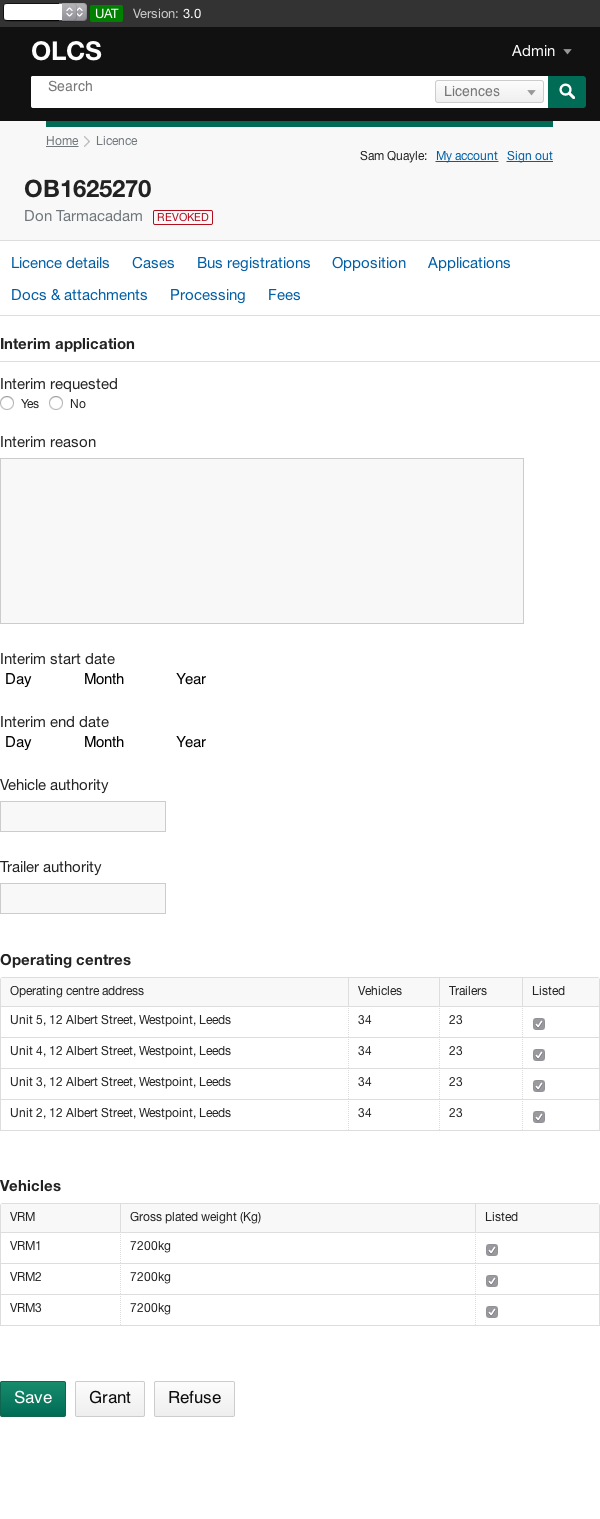 UAT Version: 3.0
OLCS Admin
Search Licences
Home Licence
Sam Quayle: My account Sign out
OB1625270
Don Tarmacadam REVOKED
Licence details Cases Bus registrations Opposition Applications
Docs & attachments Processing Fees
Interim application
Interim requested
Yes No
Interim reason
Interim start date
Day Month Year
Interim end date
Day Month Year
Vehicle authority
Trailer authority
Operating centres
Operating centre address Vehicles Trailers Listed
Unit 5, 12 Albert Street, Westpoint, Leeds 34 23
Unit 4, 12 Albert Street, Westpoint, Leeds 34 23
Unit 3, 12 Albert Street, Westpoint, Leeds 34 23
Unit 2, 12 Albert Street, Westpoint, Leeds 34 23
Vehicles
VRM Gross plated weight (Kg) Listed
VRM1 7200kg
VRM2 7200kg
VRM3 7200kg
Save Grant Refuse